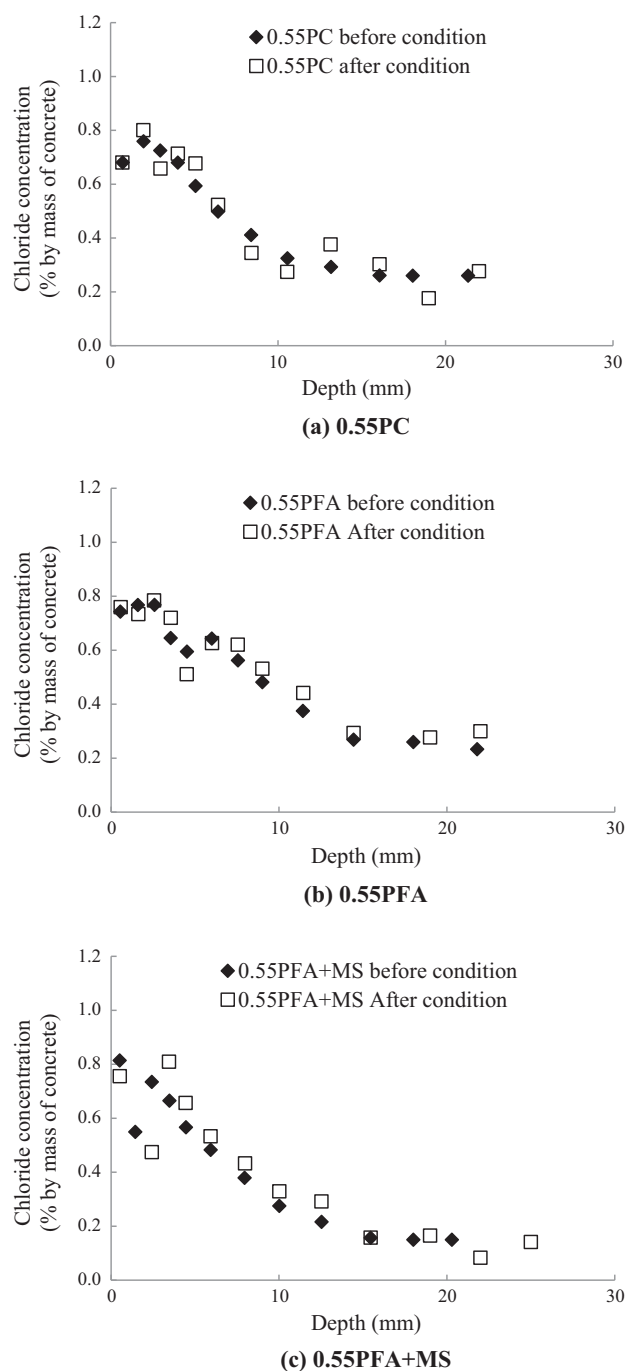 1.2
1.0
0.8
0.6
0.4
0.2
0.0
Chloride concentration
(% by mass of concrete)
0.55PC before condition
0.55PC after condition
0 10 20 30
Depth (mm)
(a) 0.55PC
1.2
1.0
0.8
0.6
0.4
0.2
0.0
Chloride concentration
(% by mass of concrete)
0.55PFA before condition
0.55PFA After condition
0 10 20 30
Depth (mm)
(b) 0.55PFA
1.2
1.0
0.8
0.6
0.4
0.2
0.0
Chloride concentration
(% by mass of concrete)
0.55PFA+MS before condition
0.55PFA+MS After condition
0 10 20 30
Depth (mm)
(c) 0.55PFA+MS